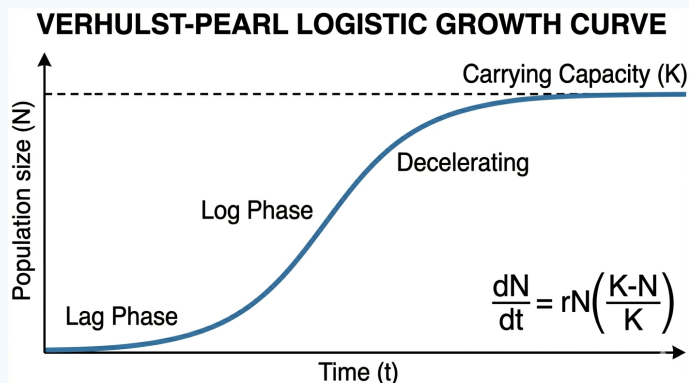 VERHULST-PEARL LOGISTIC GROWTH CURVE
Carrying Capacity (K)
Population size (N)
Decelerating
Log Phase
Lag Phase
dN/dt = rN(K-N/K)
Time (t)